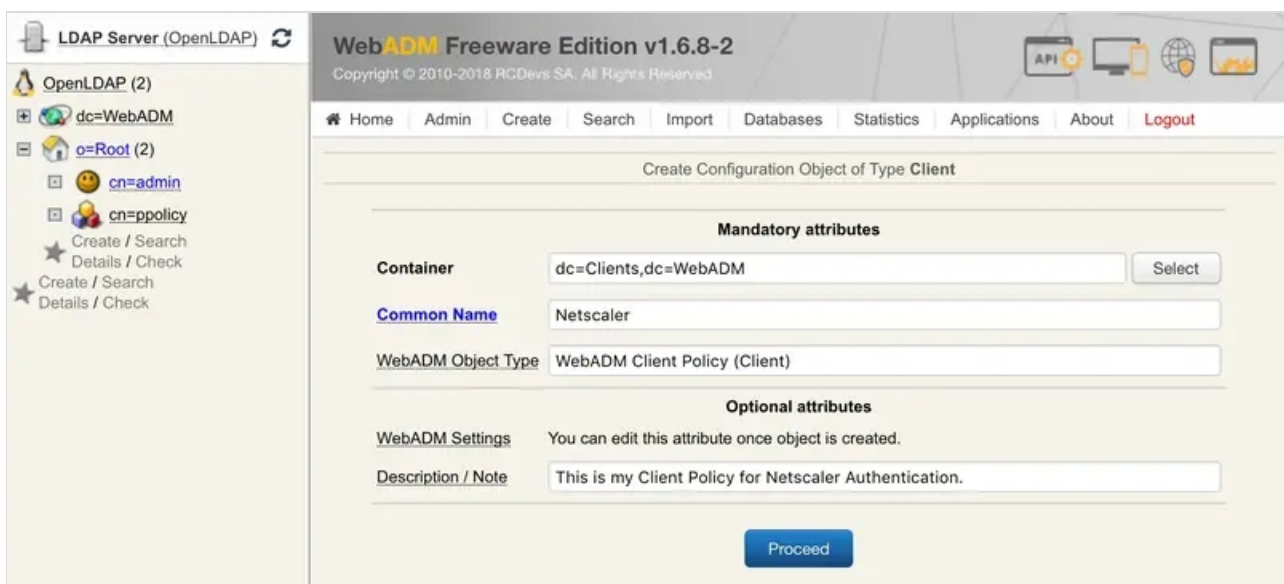 LDAP Server (OpenLDAP)
OpenLDAP (2)
dc=WebADM
o=Root (2)
cn=admin
cn=ppolicy
Create / Search
Details / Check
Create / Search
Details / Check
WebADM Freeware Edition v1.6.8-2
Copyright © 2010-2018 RCDevs SA. All Rights Reserved
API
Home Admin Create Search Import Databases Statistics Applications About Logout
Create Configuration Object of Type Client
Mandatory attributes
Container dc=Clients,dc=WebADM Select
Common Name Netscaler
WebADM Object Type WebADM Client Policy (Client)
Optional attributes
WebADM Settings You can edit this attribute once object is created.
Description / Note This is my Client Policy for Netscaler Authentication.
Proceed